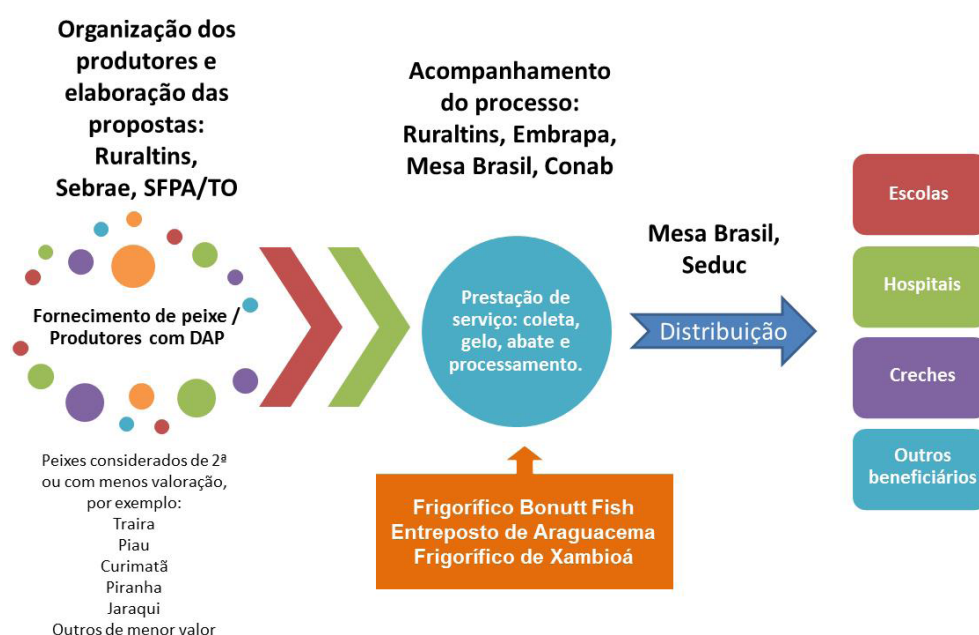 Organização dos
produtores e
elaboração das
propostas:
Ruraltins,
Sebrae, SFPA/TO
Fornecimento de peixe /
Produtores com DAP
Peixes considerados de 2ª
ou com menos valoração,
por exemplo:
Traira
Piau
Curimatã
Piranha
Jaraqui
Outros de menor valor
Acompanhamento
do processo:
Ruraltins, Embrapa,
Mesa Brasil, Conab
Prestação de
serviço: coleta,
gelo, abate e
processamento.
Frigorífico Bonutt Fish
Entreposto de Araguacema
Frigorífico de Xambioá
Mesa Brasil,
Seduc
Distribuição
Escolas
Hospitais
Creches
Outros
beneficiários